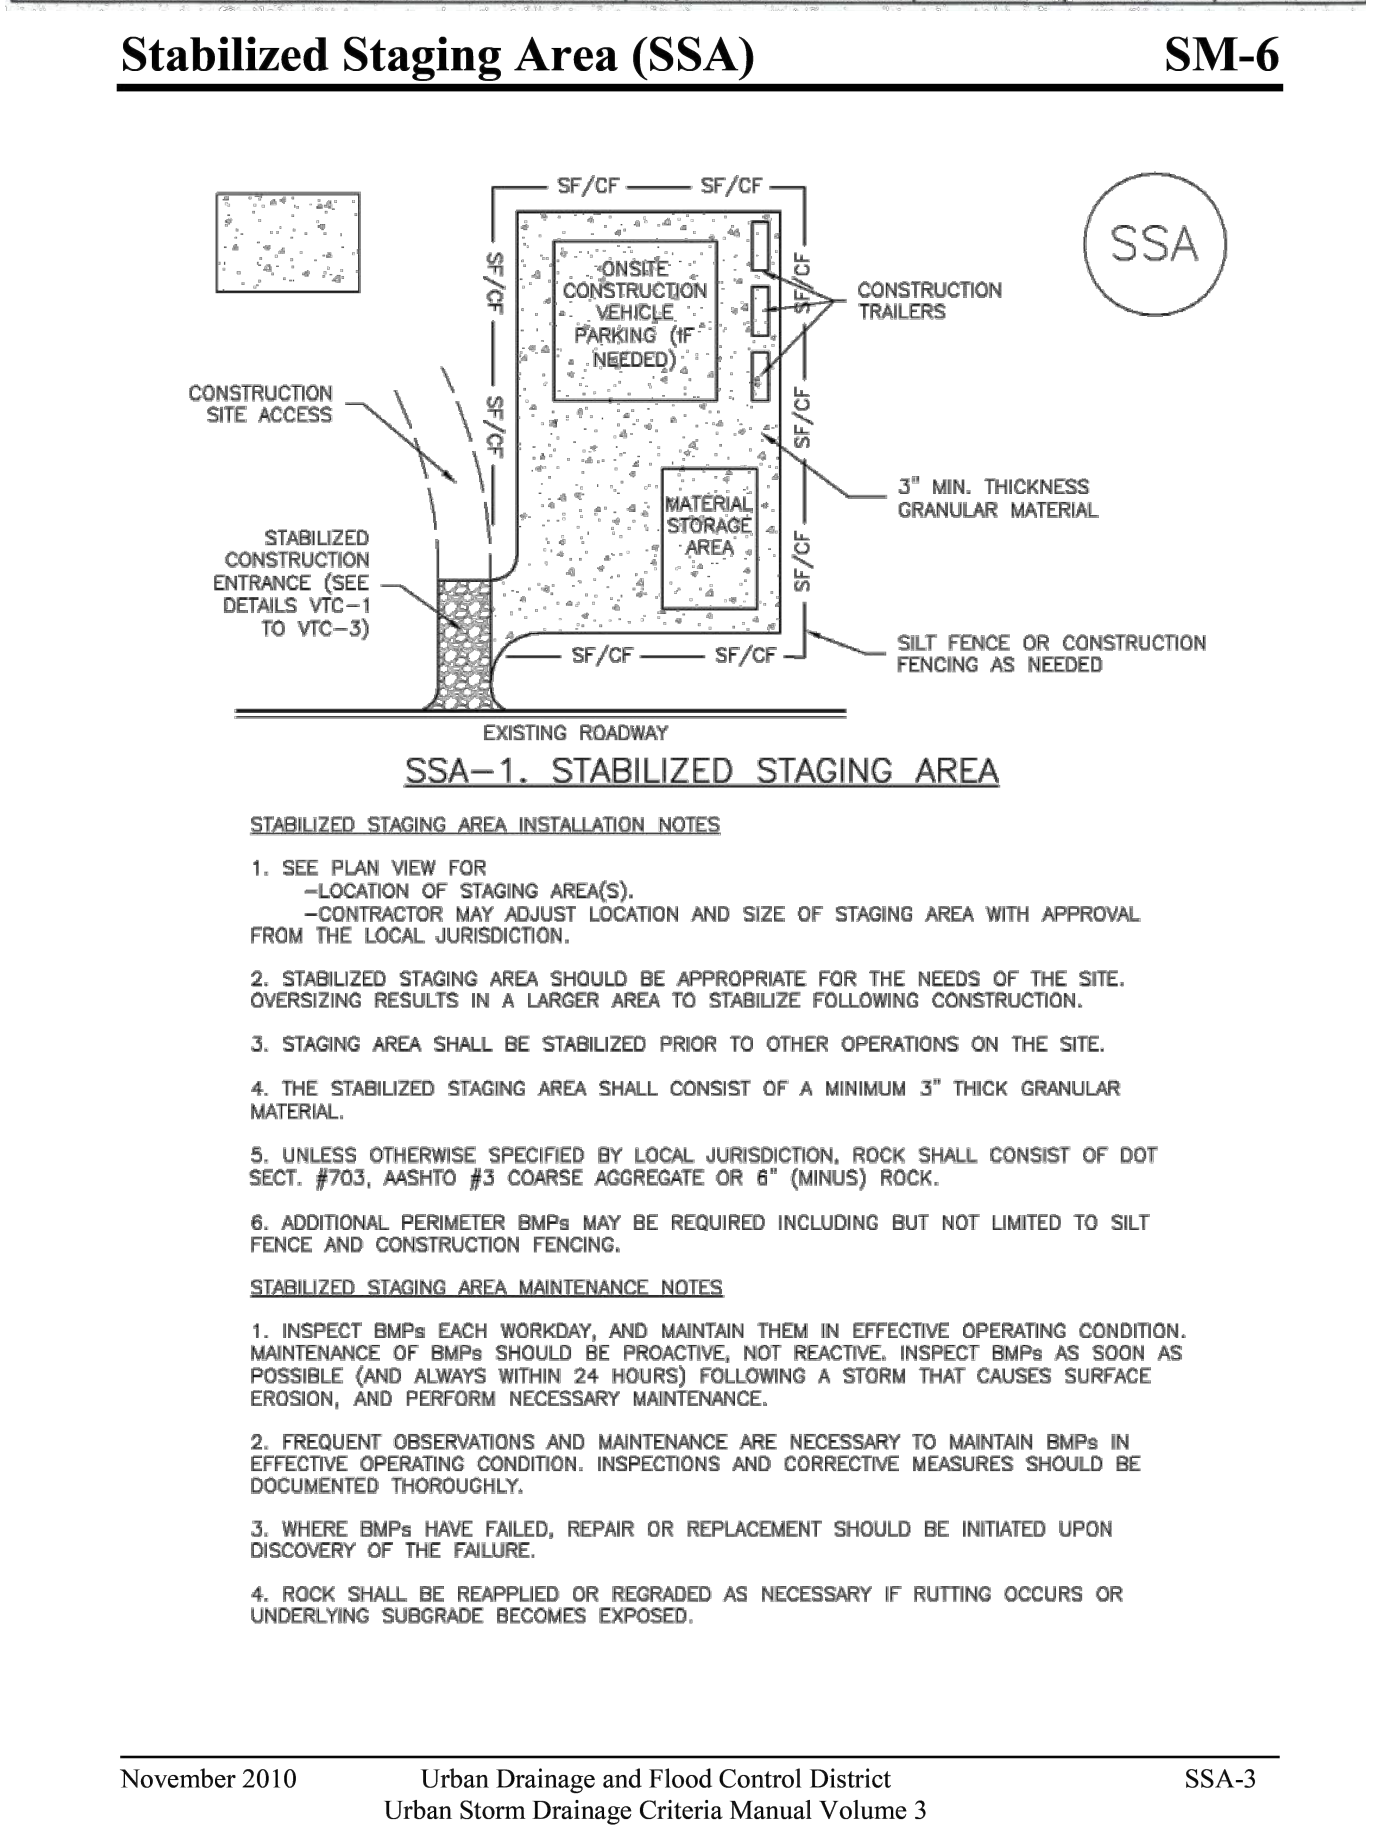 Stabilized Staging Area (SSA) SM-6
SF/CF SF/CF
SSA
SF/CF
SF/CF
ONSITE
CONSTRUCTION
VEHICLE
PARKING (IF
NEEDED)
CONSTRUCTION
TRAILERS
CONSTRUCTION
SITE ACCESS
SF/CF
SF/CF
3" MIN. THICKNESS
GRANULAR MATERIAL
MATERIAL
STORAGE
AREA
SF/CF
STABILIZED
CONSTRUCTION
ENTRANCE (SEE
DETAILS VTC-1
TO VTC-3)
SILT FENCE OR CONSTRUCTION
FENCING AS NEEDED
SF/CF SF/CF
EXISTING ROADWAY
SSA-1. STABILIZED STAGING AREA
STABILIZED STAGING AREA INSTALLATION NOTES
1. SEE PLAN VIEW FOR
-LOCATION OF STAGING AREA(S).
-CONTRACTOR MAY ADJUST LOCATION AND SIZE OF STAGING AREA WITH APPROVAL
FROM THE LOCAL JURISDICTION.
2. STABILIZED STAGING AREA SHOULD BE APPROPRIATE FOR THE NEEDS OF THE SITE.
OVERSIZING RESULTS IN A LARGER AREA TO STABILIZE FOLLOWING CONSTRUCTION.
3. STAGING AREA SHALL BE STABILIZED PRIOR TO OTHER OPERATIONS ON THE SITE.
4. THE STABILIZED STAGING AREA SHALL CONSIST OF A MINIMUM 3" THICK GRANULAR
MATERIAL.
5. UNLESS OTHERWISE SPECIFIED BY LOCAL JURISDICTION, ROCK SHALL CONSIST OF DOT
SECT. #703, AASHTO #3 COARSE AGGREGATE OR 6" (MINUS) ROCK.
6. ADDITIONAL PERIMETER BMPs MAY BE REQUIRED INCLUDING BUT NOT LIMITED TO SILT
FENCE AND CONSTRUCTION FENCING.
STABILIZED STAGING AREA MAINTENANCE NOTES
1. INSPECT BMPs EACH WORKDAY, AND MAINTAIN THEM IN EFFECTIVE OPERATING CONDITION.
MAINTENANCE OF BMPs SHOULD BE PROACTIVE, NOT REACTIVE. INSPECT BMPs AS SOON AS
POSSIBLE (AND ALWAYS WITHIN 24 HOURS) FOLLOWING A STORM THAT CAUSES SURFACE
EROSION, AND PERFORM NECESSARY MAINTENANCE.
2. FREQUENT OBSERVATIONS AND MAINTENANCE ARE NECESSARY TO MAINTAIN BMPs IN
EFFECTIVE OPERATING CONDITION. INSPECTIONS AND CORRECTIVE MEASURES SHOULD BE
DOCUMENTED THOROUGHLY.
3. WHERE BMPs HAVE FAILED, REPAIR OR REPLACEMENT SHOULD BE INITIATED UPON
DISCOVERY OF THE FAILURE.
4. ROCK SHALL BE REAPPLIED OR REGRADED AS NECESSARY IF RUTTING OCCURS OR
UNDERLYING SUBGRADE BECOMES EXPOSED.
November 2010 Urban Drainage and Flood Control District SSA-3
Urban Storm Drainage Criteria Manual Volume 3